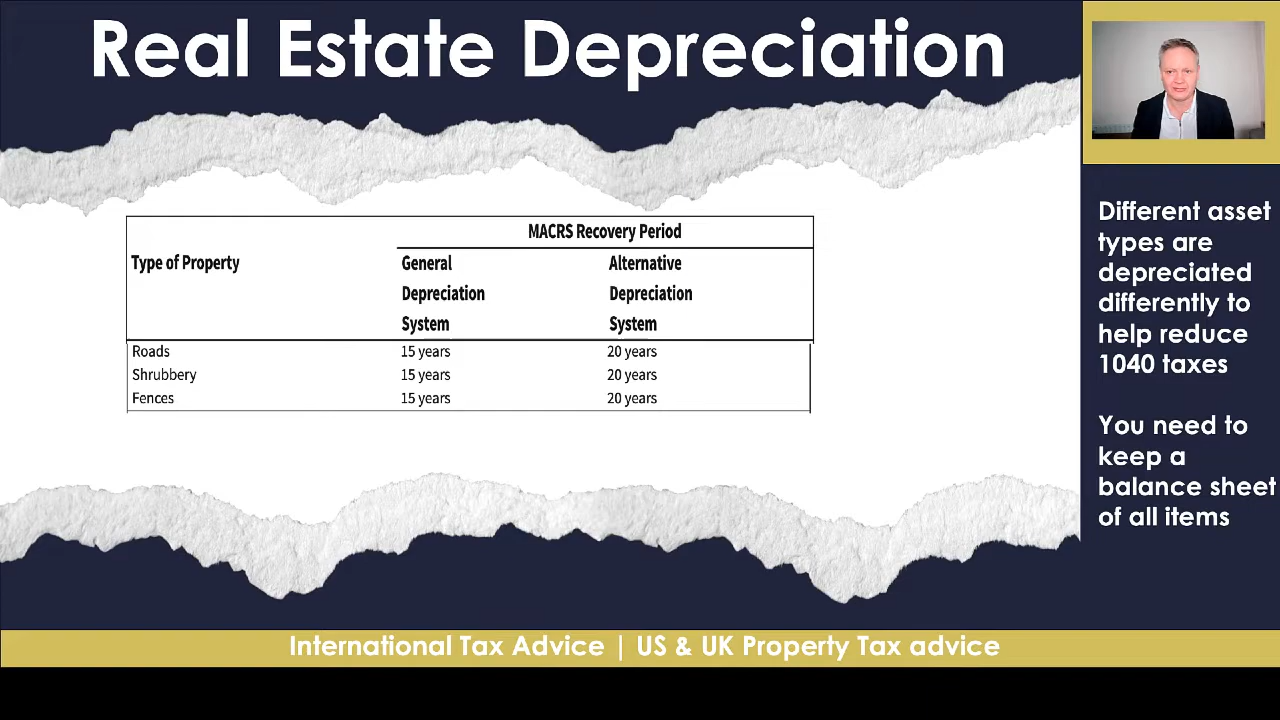 Real Estate Depreciation
MACRS Recovery Period
Type of Property General Alternative
Depreciation Depreciation
System System
Roads 15 years 20 years
Shrubbery 15 years 20 years
Fences 15 years 20 years
Different asset
types are
depreciated
differently to
help reduce
1040 taxes
You need to
keep a
balance sheet
of all items
International Tax Advice | US & UK Property Tax advice